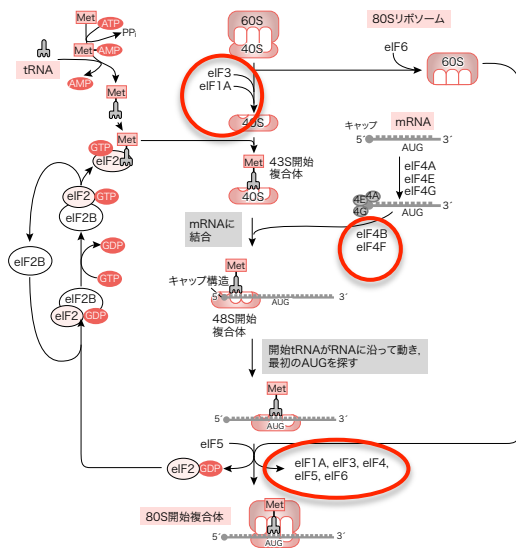 Met
ATP
PPi
Met
AMP
tRNA
AMP
Met
Met
GTP
eIF2
eIF2
GTP
eIF2B
GDP
eIF2B
GTP
eIF2B
eIF2
GDP
60S
40S
eIF3
eIF1A
40S
Met
40S
43S開始
複合体
mRNAに
結合
Met
キャップ構造
5´
3´
AUG
48S開始
複合体
開始tRNAがRNAに沿って動き,
最初のAUGを探す
Met
5´
3´
AUG
eIF5
eIF2
GDP
eIF1A, eIF3, eIF4,
eIF5, eIF6
80S開始複合体
Met
5´
3´
AUG
80Sリボソーム
eIF6
60S
mRNA
キャップ
5´
3´
AUG
eIF4A
eIF4E
eIF4G
4E
4A
4G
3´
AUG
eIF4B
eIF4F